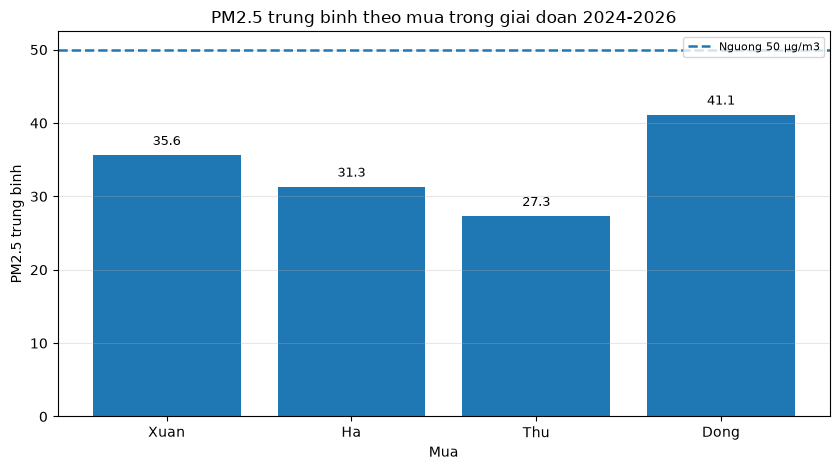 PM2.5 trung binh theo mua trong giai doan 2024-2026
Nguong 50 µg/m3
PM2.5 trung binh
50
40
30
20
10
0
35.6
31.3
27.3
41.1
Xuan
Ha
Thu
Dong
Mua